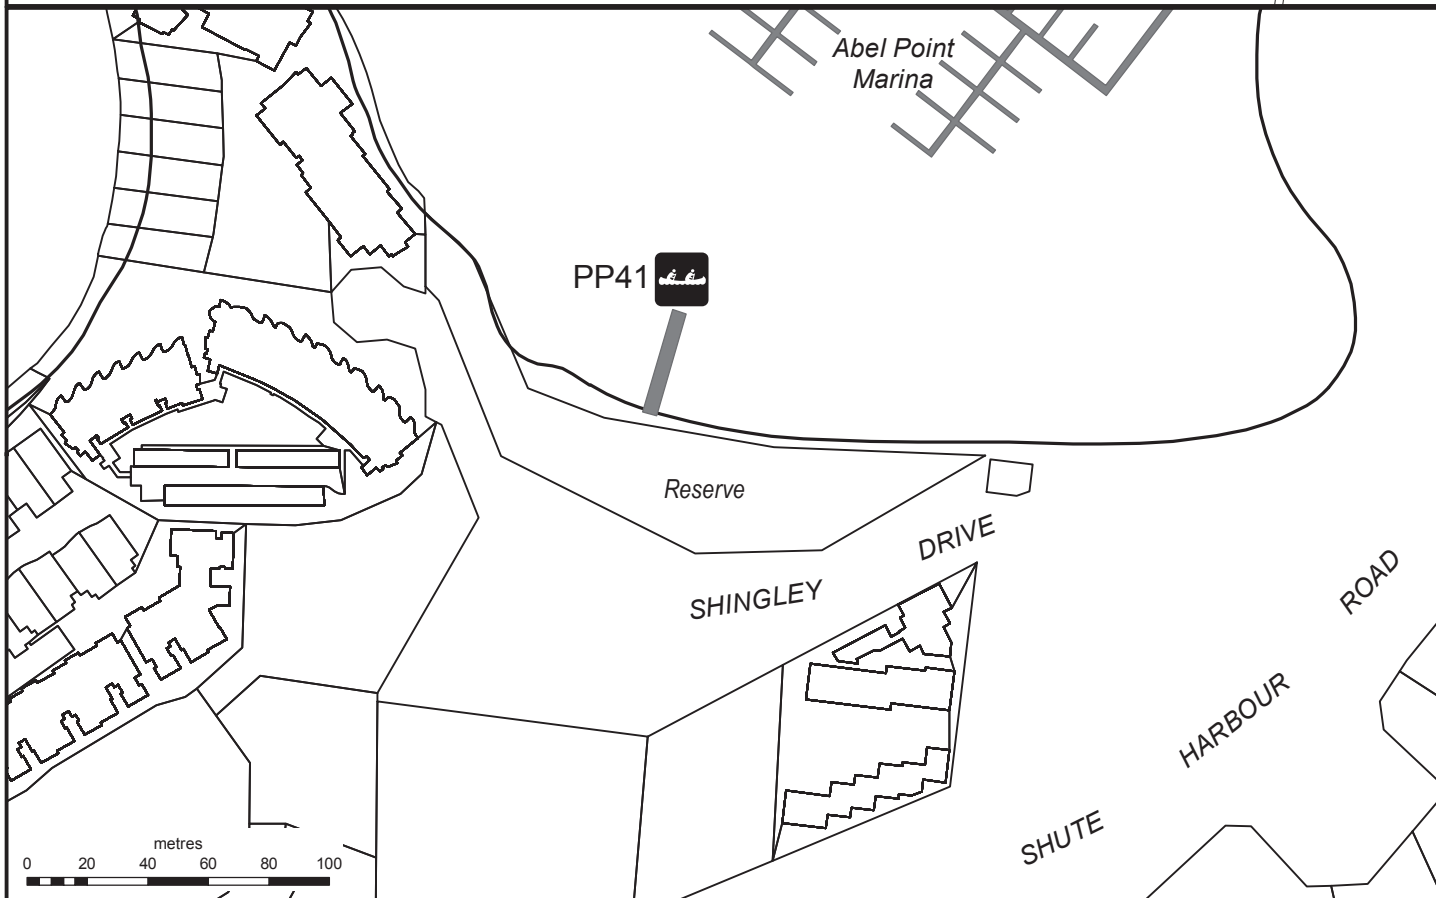 Abel Point
Marina
PP41
Reserve
SHINGLEY DRIVE
SHUTE HARBOUR ROAD
metres
0 20 40 60 80 100